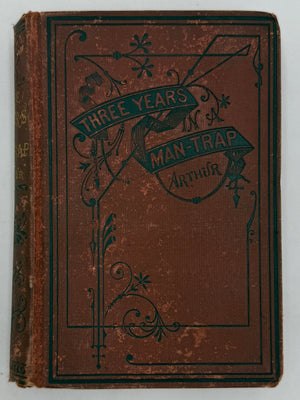 THREE YEARS
IN A
MAN-TRAP
ARTHUR